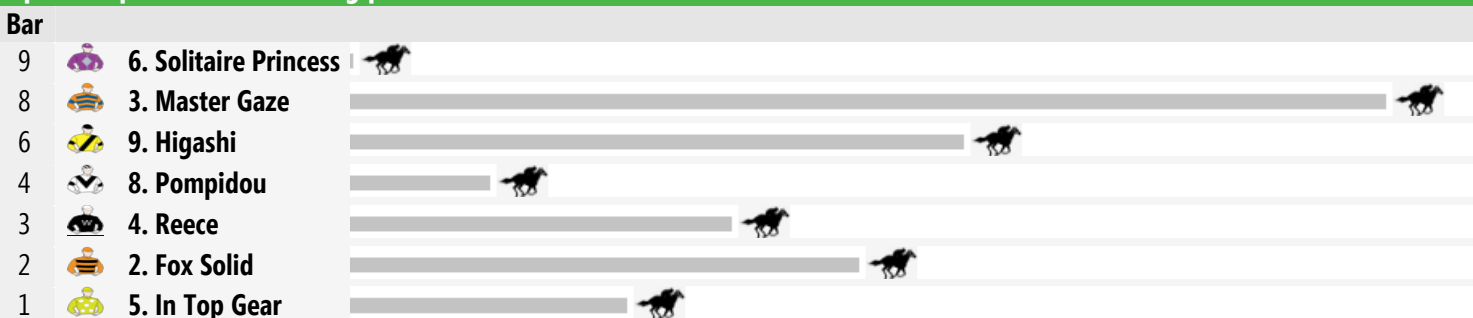 Bar
9 6. Solitaire Princess
8 3. Master Gaze
6 9. Higashi
4 8. Pompidou
3 4. Reece
2 2. Fox Solid
1 5. In Top Gear